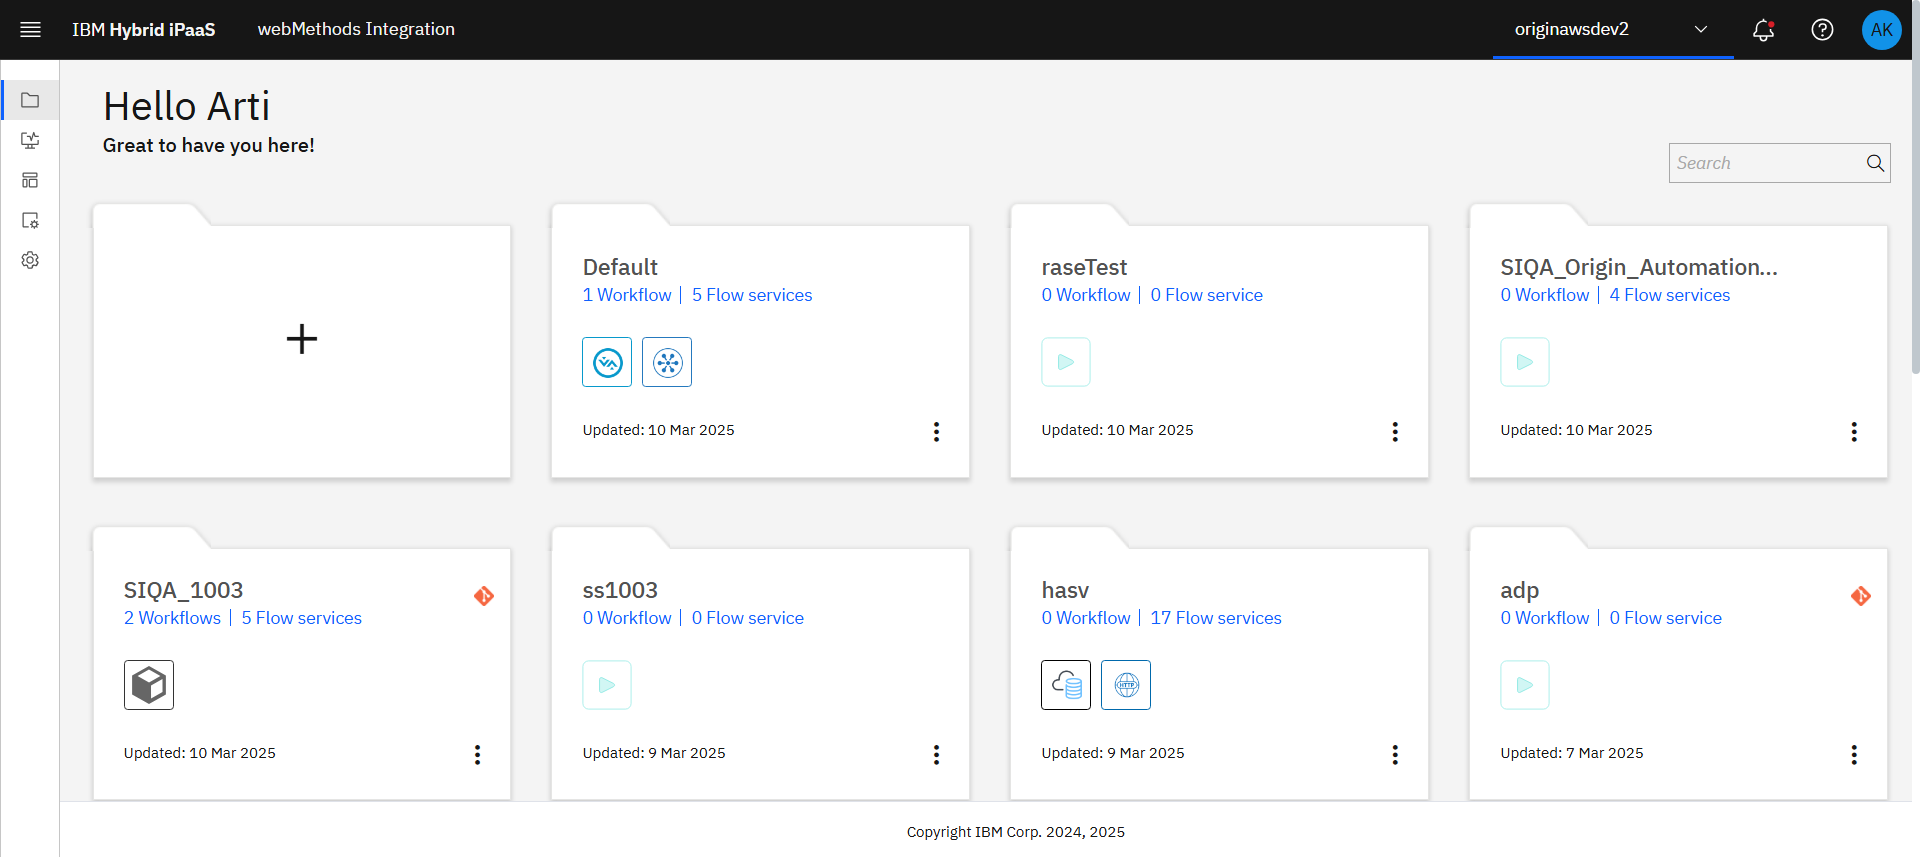 IBM Hybrid iPaaS
webMethods Integration
originawsdev2
AK
Hello Arti
Great to have you here!
Search
Default
1 Workflow | 5 Flow services
Updated: 10 Mar 2025
raseTest
0 Workflow | 0 Flow service
Updated: 10 Mar 2025
SIQA_Origin_Automation...
0 Workflow | 4 Flow services
Updated: 10 Mar 2025
SIQA_1003
2 Workflows | 5 Flow services
Updated: 10 Mar 2025
ss1003
0 Workflow | 0 Flow service
Updated: 9 Mar 2025
hasv
0 Workflow | 17 Flow services
HTTP
Updated: 9 Mar 2025
adp
0 Workflow | 0 Flow service
Updated: 7 Mar 2025
Copyright IBM Corp. 2024, 2025